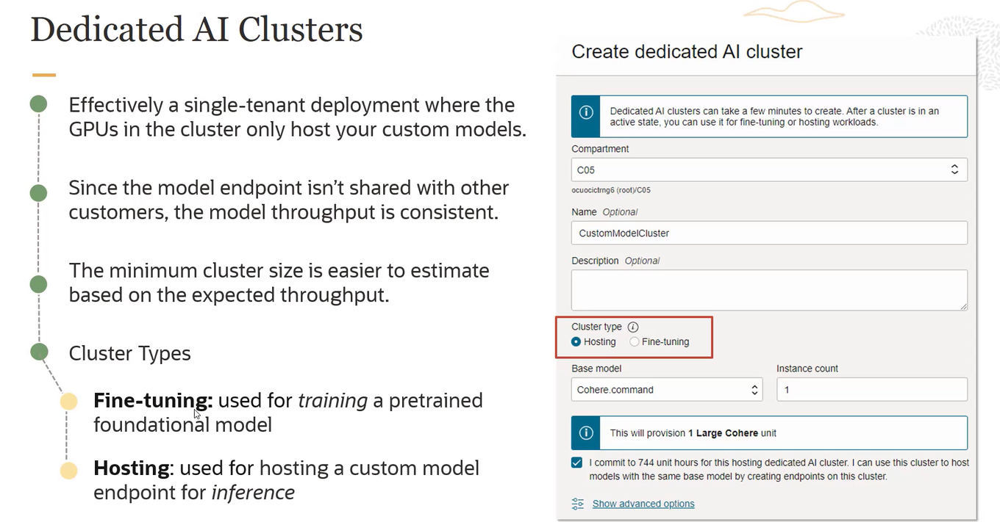 Dedicated AI Clusters
Effectively a single-tenant deployment where the
GPUs in the cluster only host your custom models.
Since the model endpoint isn’t shared with other
customers, the model throughput is consistent.
The minimum cluster size is easier to estimate
based on the expected throughput.
Cluster Types
Fine-tuning: used for training a pretrained
foundational model
Hosting: used for hosting a custom model
endpoint for inference
Create dedicated AI cluster
Dedicated AI clusters can take a few minutes to create. After a cluster is in an
active state, you can use it for fine-tuning or hosting workloads.
Compartment
C05
ocuocictrng6 (root)/C05
Name Optional
CustomModelCluster
Description Optional
Cluster type
Hosting Fine-tuning
Base model Instance count
Cohere.command 1
This will provision 1 Large Cohere unit
I commit to 744 unit hours for this hosting dedicated AI cluster. I can use this cluster to host
models with the same base model by creating endpoints on this cluster.
Show advanced options